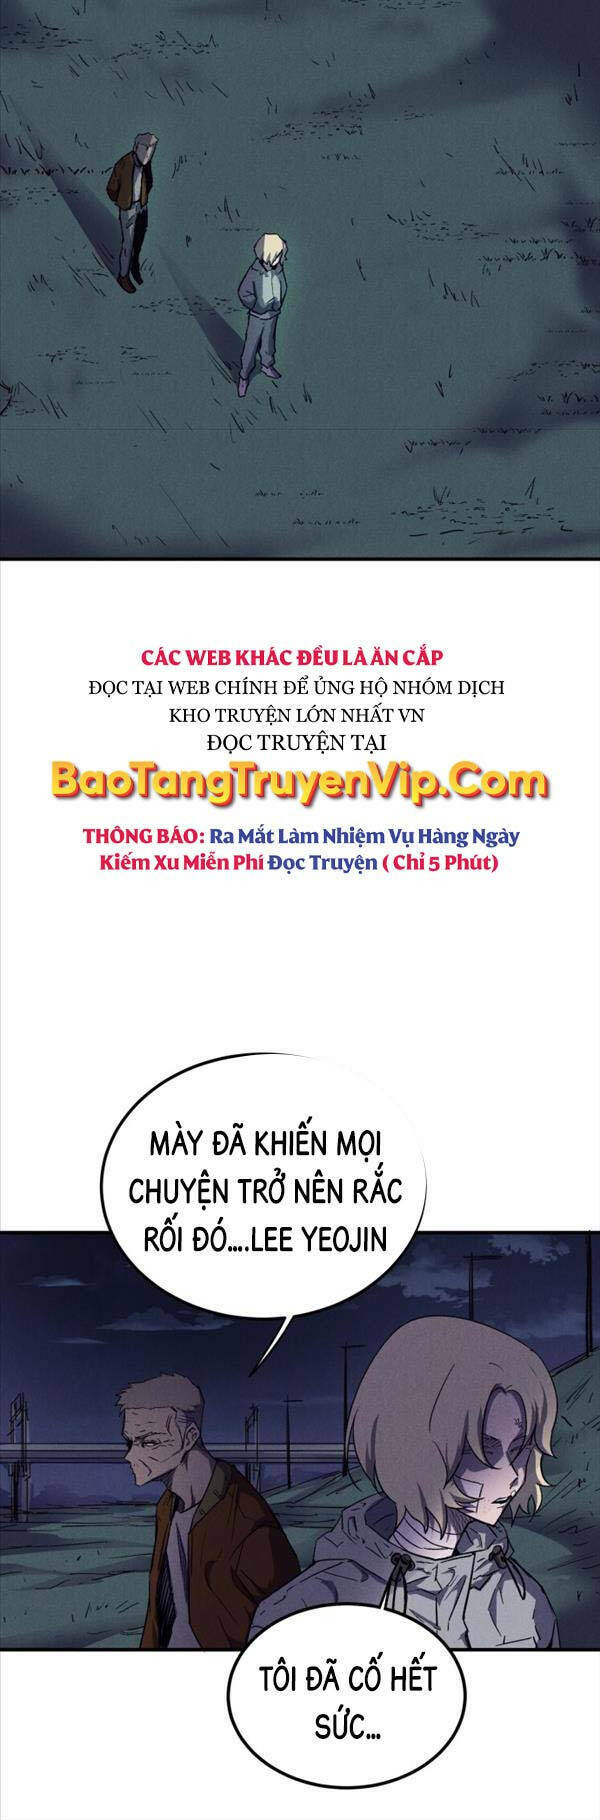 CÁC WEB KHÁC ĐỀU LÀ ĂN CẮP
ĐỌC TẠI WEB CHÍNH ĐỂ ỦNG HỘ NHÓM DỊCH
KHO TRUYỆN LỚN NHẤT VN
ĐỌC TRUYỆN TẠI
BaoTangTruyenVip.Com
THÔNG BÁO: Ra Mắt Làm Nhiệm Vụ Hàng Ngày
Kiếm Xu Miễn Phí Đọc Truyện ( Chỉ 5 Phút)
MÀY ĐÃ KHIẾN MỌI
CHUYỆN TRỞ NÊN RẮC
RỐI ĐÓ....LEE YEOJIN
TÔI ĐÃ CỐ HẾT
SỨC...